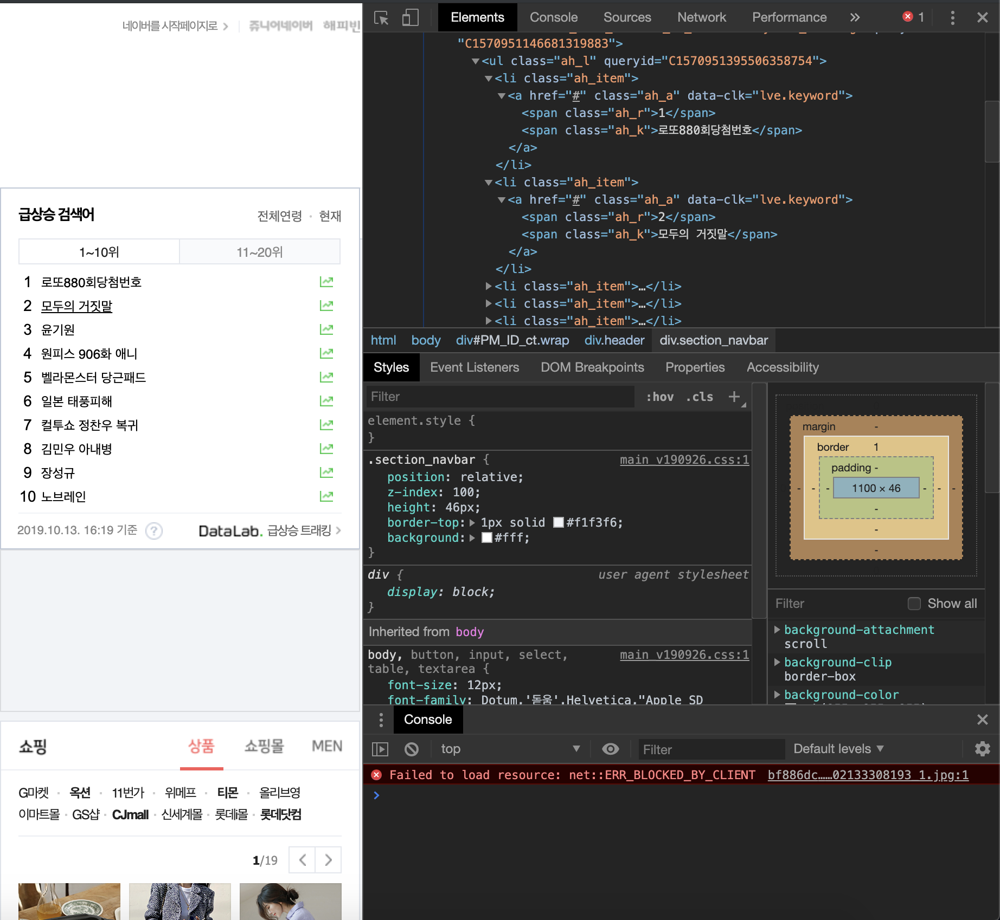 네이버를 시작페이지로
쥬니어네이버 해피빈
급상승 검색어
전체연령 · 현재
1~10위
11~20위
1 로또880회당첨번호
2 모두의 거짓말
3 윤기원
4 원피스 906화 애니
5 벨라몬스터 당근패드
6 일본 태풍피해
7 컬투쇼 정찬우 복귀
8 김민우 아내병
9 장성규
10 노브레인
2019.10.13. 16:19 기준 ?
DataLab. 급상승 트래킹
쇼핑
상품 쇼핑몰 MEN
G마켓 · 옥션 · 11번가 · 위메프 · 티몬 · 올리브영
이마트몰 · GS샵 · CJmall · 신세계몰 · 롯데i몰 · 롯데닷컴
1/19
Elements Console Sources Network Performance » 1
"C1570951146681319883">
<ul class="ah_l" queryid="C1570951395506358754">
<li class="ah_item">
<a href="#" class="ah_a" data-clk="lve.keyword">
<span class="ah_r">1</span>
<span class="ah_k">로또880회당첨번호</span>
</a>
</li>
<li class="ah_item">
<a href="#" class="ah_a" data-clk="lve.keyword">
<span class="ah_r">2</span>
<span class="ah_k">모두의 거짓말</span>
</a>
</li>
<li class="ah_item">…</li>
<li class="ah_item">…</li>
<li class="ah_item">…</li>
html body div#PM_ID_ct.wrap div.header div.section_navbar
Styles Event Listeners DOM Breakpoints Properties Accessibility
Filter :hov .cls +
element.style {
}
.section_navbar { main_v190926.css:1
position: relative;
z-index: 100;
height: 46px;
border-top: 1px solid #f1f3f6;
background: #fff;
}
div { user agent stylesheet
display: block;
}
Inherited from body
body, button, input, select, main_v190926.css:1
table, textarea {
font-size: 12px;
font-family: Dotum,'돋움',Helvetica,"Apple SD
margin -
border 1
padding -
- - - 1100 × 46 - - -
-
-
-
Filter Show all
background-attachment
scroll
background-clip
border-box
background-color
Console
top Filter Default levels
Failed to load resource: net::ERR_BLOCKED_BY_CLIENT bf886dc……02133308193_1.jpg:1